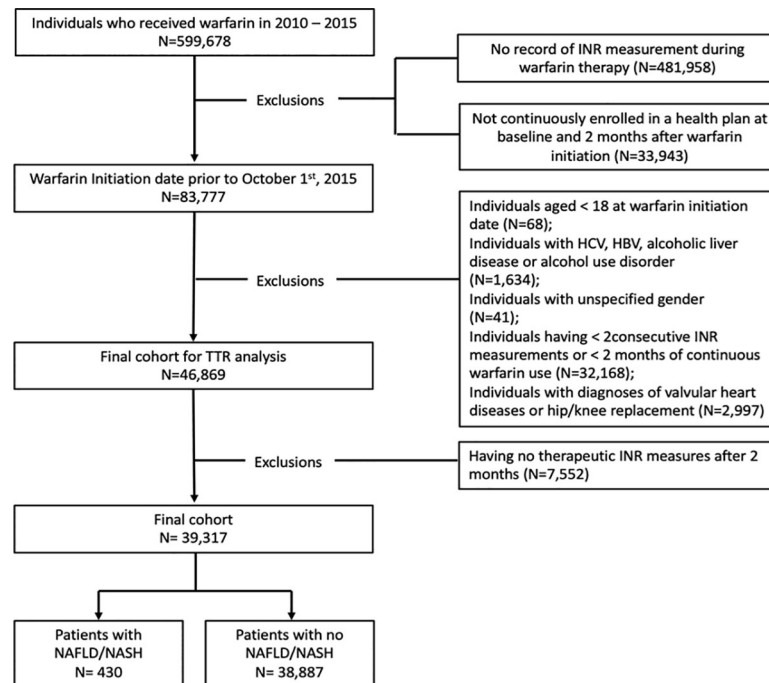 Individuals who received warfarin in 2010 – 2015
N=599,678
Exclusions
No record of INR measurement during
warfarin therapy (N=481,958)
Not continuously enrolled in a health plan at
baseline and 2 months after warfarin
initiation (N=33,943)
Warfarin Initiation date prior to October 1st, 2015
N=83,777
Exclusions
Individuals aged < 18 at warfarin initiation
date (N=68);
Individuals with HCV, HBV, alcoholic liver
disease or alcohol use disorder
(N=1,634);
Individuals with unspecified gender
(N=41);
Individuals having < 2consecutive INR
measurements or < 2 months of continuous
warfarin use (N=32,168);
Individuals with diagnoses of valvular heart
diseases or hip/knee replacement (N=2,997)
Final cohort for TTR analysis
N=46,869
Exclusions
Having no therapeutic INR measures after 2
months (N=7,552)
Final cohort
N= 39,317
Patients with
NAFLD/NASH
N= 430
Patients with no
NAFLD/NASH
N= 38,887